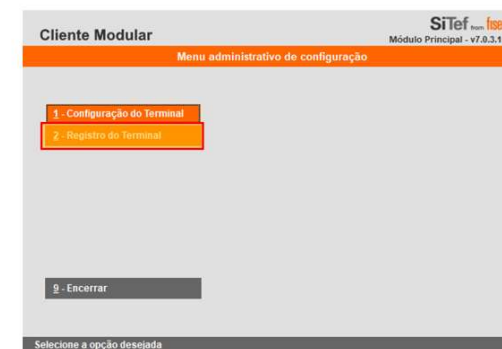 Cliente Modular
SiTef from fise
Módulo Principal - v7.0.3.1
Menu administrativo de configuração
1 - Configuração do Terminal
2 - Registro do Terminal
9 - Encerrar
Selecione a opção desejada